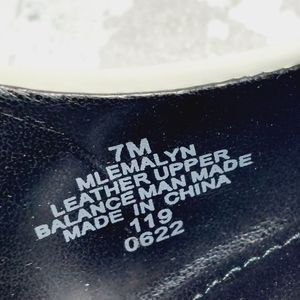 7M
MLEMALYN
LEATHER UPPER
BALANCE MAN MADE
MADE IN CHINA
119
0622